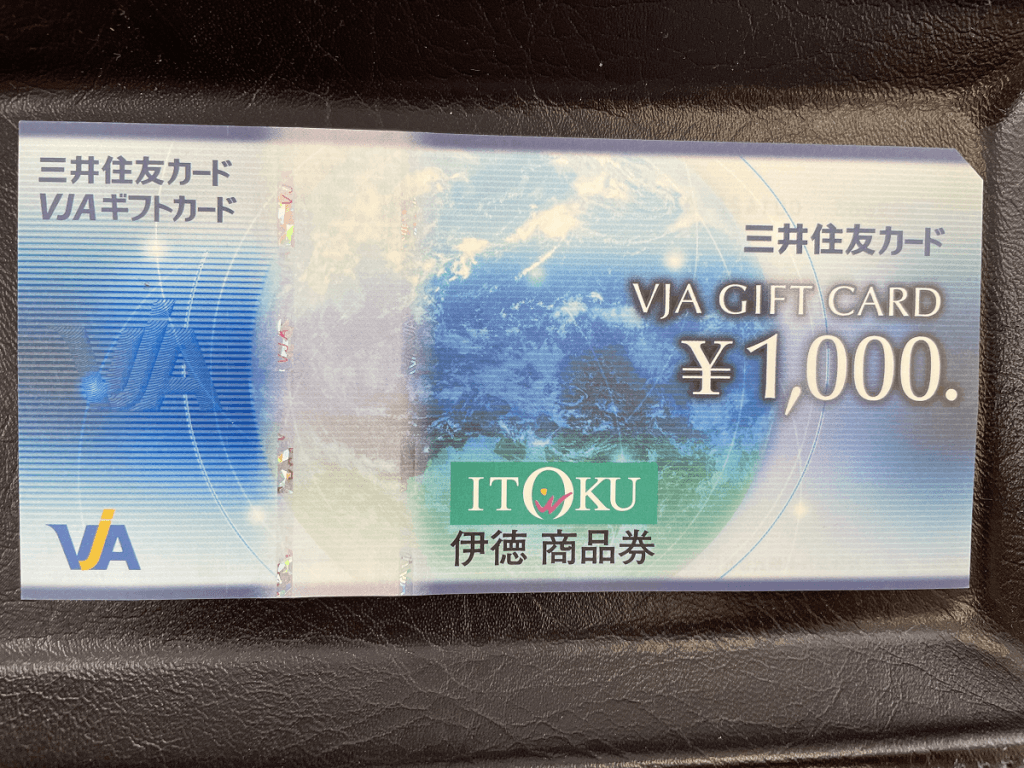 三井住友カード
VJAギフトカード
三井住友カード
VJA GIFT CARD
¥1,000.
VJA
VJA
ITOKU
伊徳 商品券